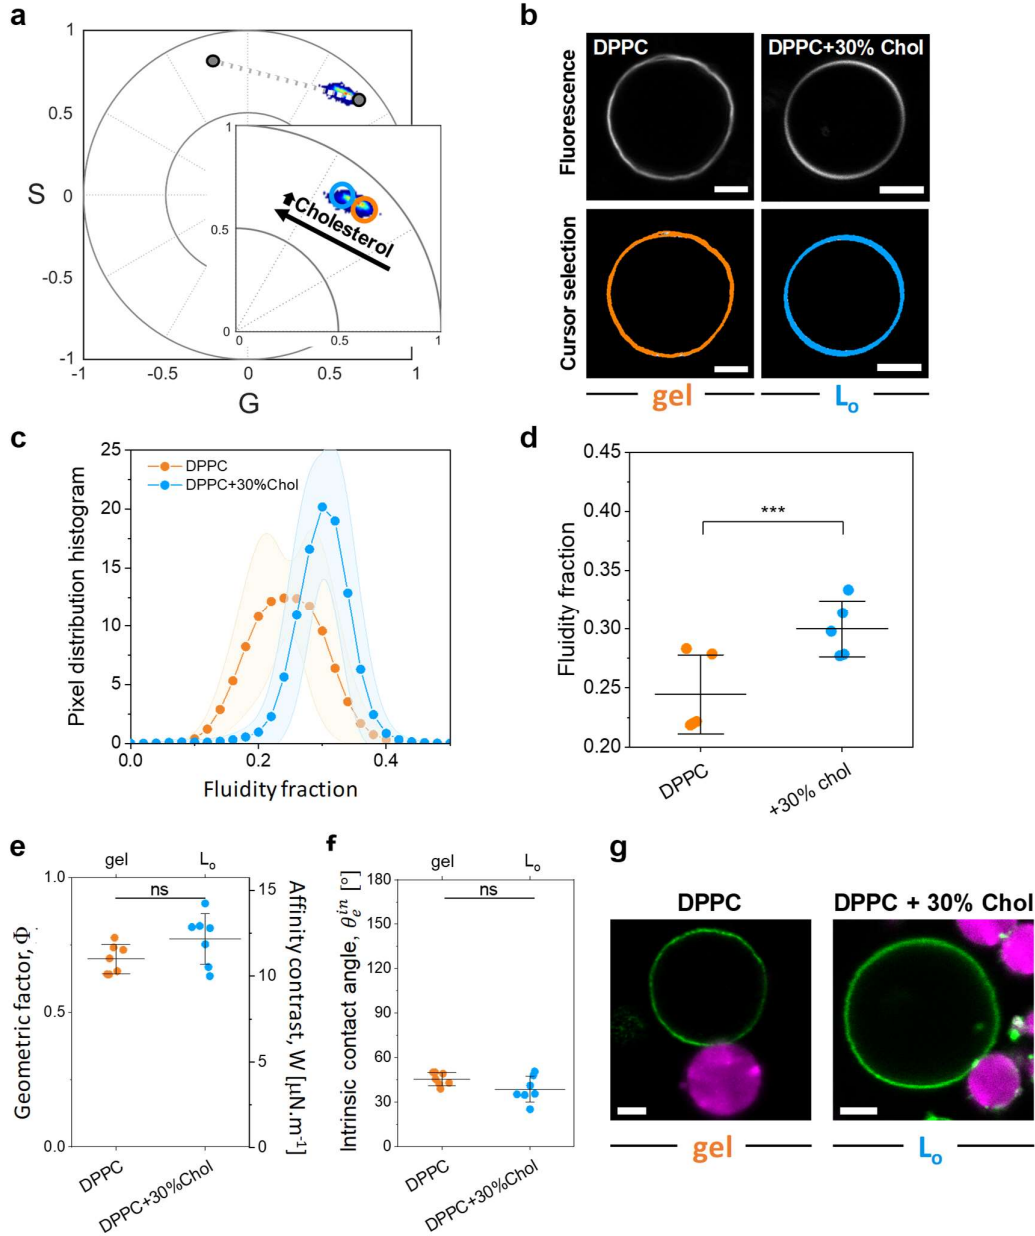 a
1
0.5
S
0
-0.5
-1
-1
-0.5
0
0.5
1
G
1
0.5
0
0
0.5
1
Cholesterol
b
Fluorescence
DPPC
DPPC+30% Chol
Cursor selection
gel
Lo
c
25
20
15
10
5
0
Pixel distribution histogram
DPPC
DPPC+30%Chol
0.0
0.2
0.4
Fluidity fraction
d
0.45
0.40
0.35
0.30
0.25
0.20
Fluidity fraction
***
DPPC
+30% chol
e
gel
Lo
ns
1.0
0.5
0.0
Geometric factor, Φ
15
10
5
0
Affinity contrast, W [µN.m-1]
DPPC
DPPC+30%Chol
f
gel
Lo
ns
180
150
120
90
60
30
0
Intrinsic contact angle, θ_e^in [°]
DPPC
DPPC+30%Chol
g
DPPC
DPPC + 30% Chol
gel
Lo